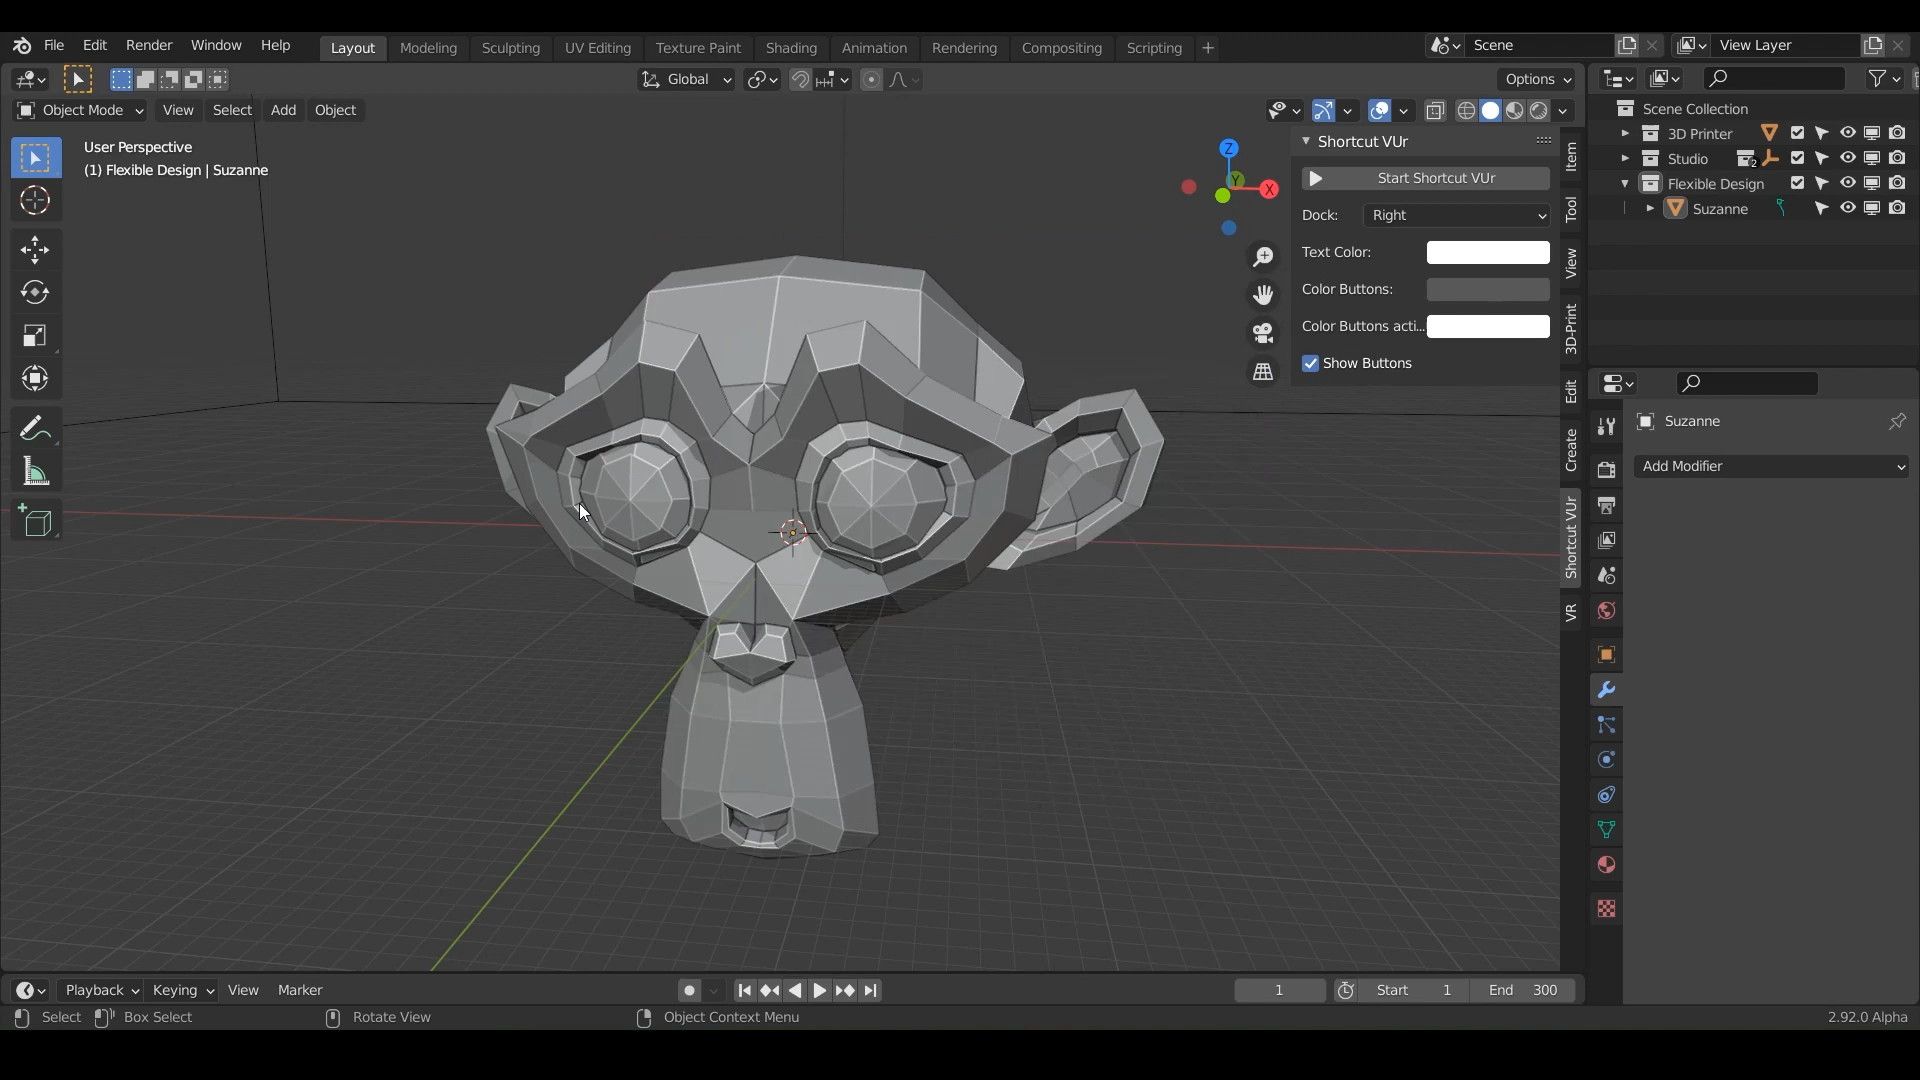 File Edit Render Window Help Layout Modeling Sculpting UV Editing Texture Paint Shading Animation Rendering Compositing Scripting + Scene View Layer
Global Options
Object Mode View Select Add Object
User Perspective
(1) Flexible Design | Suzanne
Z
Y
X
Shortcut VUr
Start Shortcut VUr
Dock: Right
Text Color:
Color Buttons:
Color Buttons acti...
Show Buttons
Item
Tool
View
3D-Print
Edit
Create
Shortcut VUr
VR
Scene Collection
3D Printer
Studio 2
Flexible Design
Suzanne
Suzanne
Add Modifier
Playback Keying View Marker 1 Start 1 End 300
Select Box Select Rotate View Object Context Menu 2.92.0 Alpha